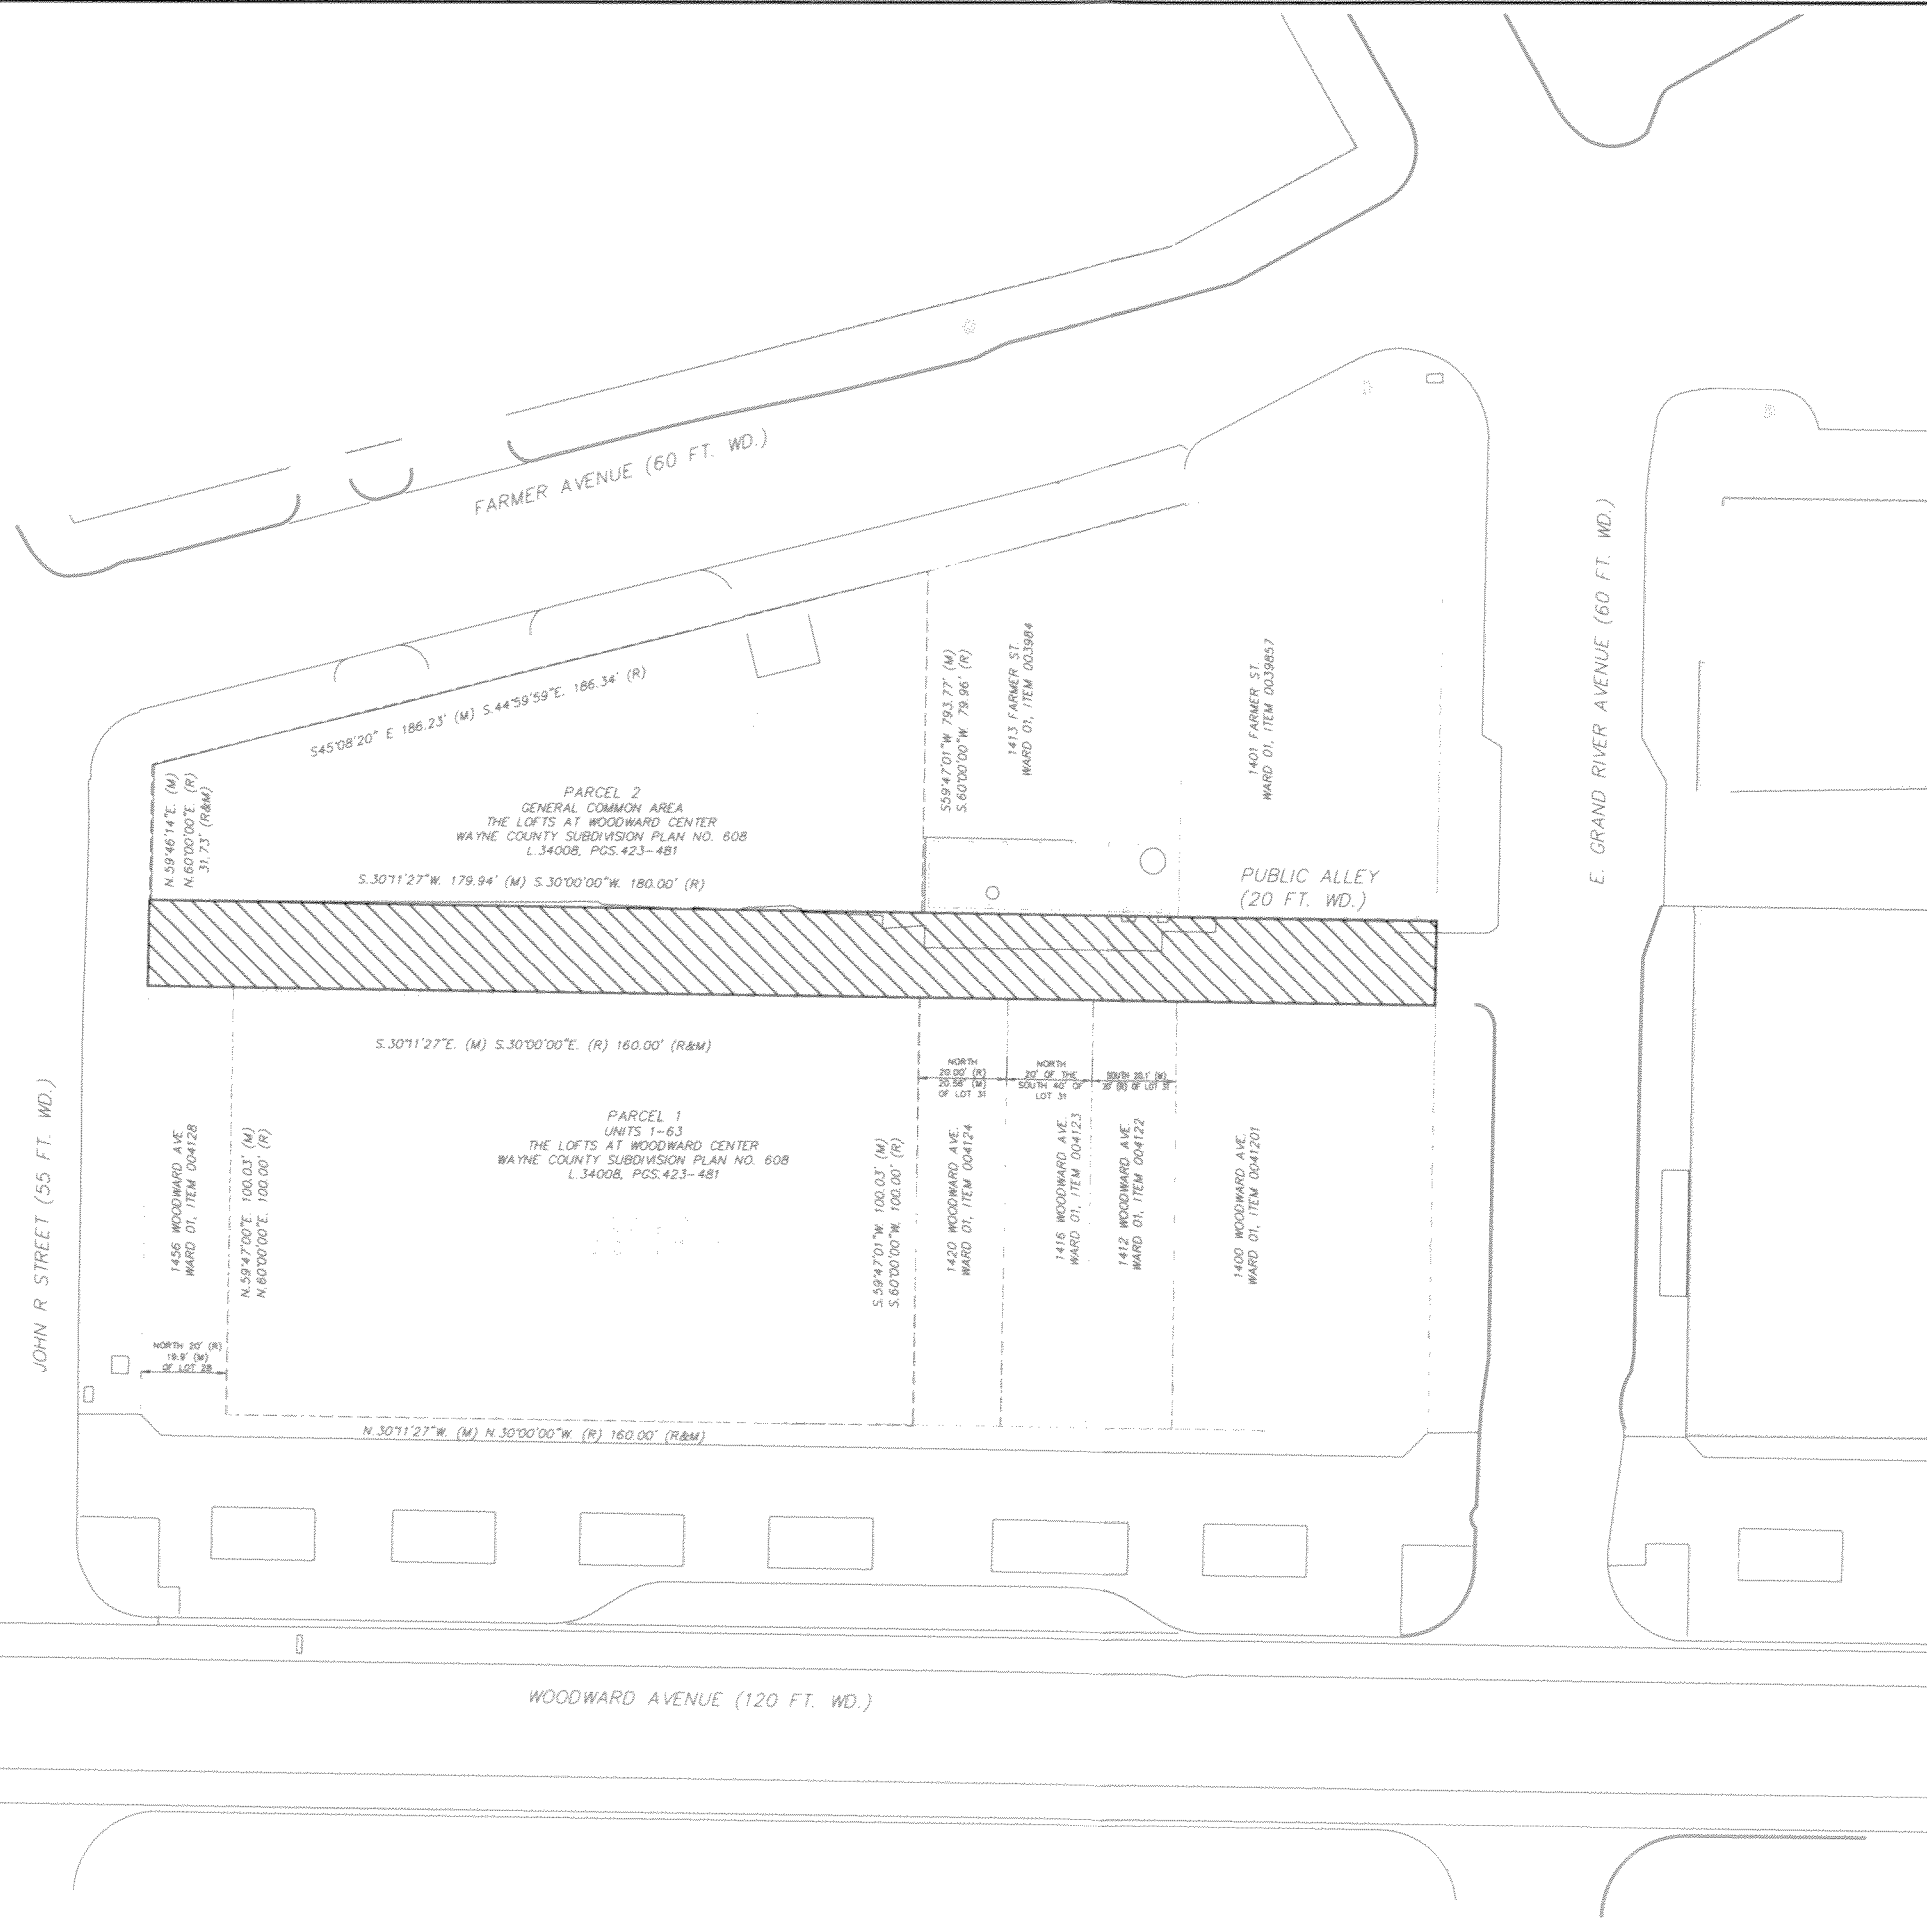 FARMER AVENUE (60 FT. WD.)
S45°08'20" E 186.23' (M) S.44°59'59"E. 186.34' (R)
N.59°46'14"E. (M)
N.60°00'00"E. (R)
31.73' (R&M)
PARCEL 2
GENERAL COMMON AREA
THE LOFTS AT WOODWARD CENTER
WAYNE COUNTY SUBDIVISION PLAN NO. 608
L.34008, PGS.423-481
S.30°11'27"W. 179.94' (M) S.30°00'00"W. 180.00' (R)
S59°47'01"W 793.77' (M)
S.60°00'00"W. 79.96' (R)
1413 FARMER ST.
WARD 01, ITEM 003984
1401 FARMER ST.
WARD 01, ITEM 0039857
PUBLIC ALLEY
(20 FT. WD.)
E. GRAND RIVER AVENUE (60 FT. WD.)
JOHN R STREET (55 FT. WD.)
S.30°11'27"E. (M) S.30°00'00"E. (R) 160.00' (R&M)
1456 WOODWARD AVE
WARD 01, ITEM 004128
N.59°47'00"E. 100.03' (M)
N.60°00'00"E. 100.00' (R)
PARCEL 1
UNITS 1-63
THE LOFTS AT WOODWARD CENTER
WAYNE COUNTY SUBDIVISION PLAN NO. 608
L.34008, PGS.423-481
S.59°47'01"W. 100.03' (M)
S.60°00'00"W. 100.00' (R)
NORTH
20.00' (R)
20.56' (M)
OF LOT 31
NORTH
20' OF THE
SOUTH 40' OF
LOT 31
SOUTH 20.1' (M)
20' (R) OF LOT 31
1420 WOODWARD AVE.
WARD 01, ITEM 004124
1416 WOODWARD AVE.
WARD 01, ITEM 004123
1412 WOODWARD AVE.
WARD 01, ITEM 004122
1400 WOODWARD AVE.
WARD 01, ITEM 0041201
NORTH 20' (R)
19.9' (M)
OF LOT 28
N.30°11'27"W. (M) N.30°00'00"W. (R) 160.00' (R&M)
WOODWARD AVENUE (120 FT. WD.)